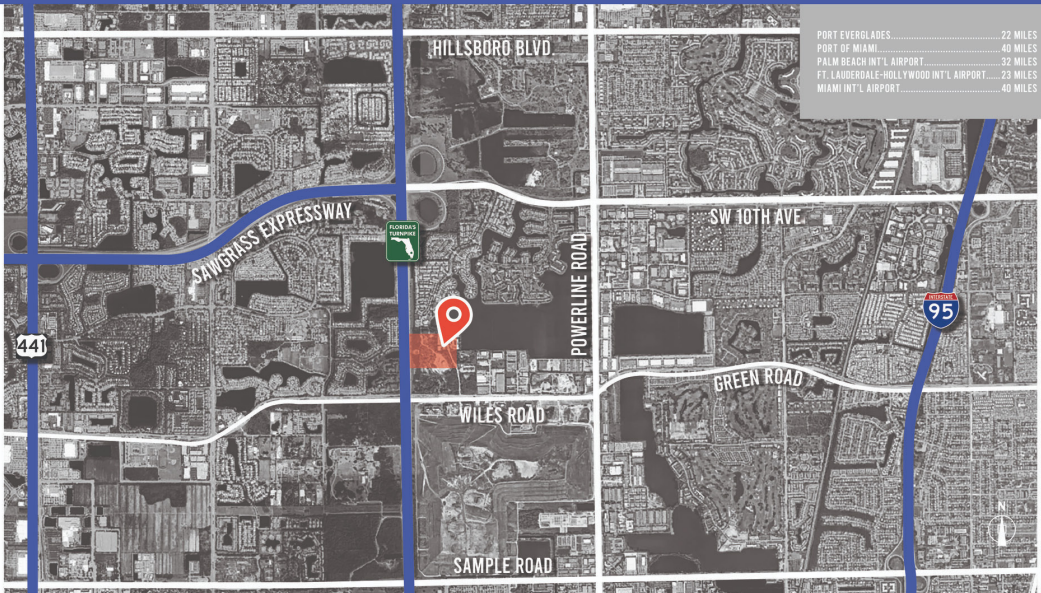 PORT EVERGLADES....................22 MILES
PORT OF MIAMI....................40 MILES
PALM BEACH INT'L AIRPORT....................32 MILES
FT. LAUDERDALE-HOLLYWOOD INT'L AIRPORT.....23 MILES
MIAMI INT'L AIRPORT....................40 MILES
HILLSBORO BLVD.
SW 10TH AVE.
SAWGRASS EXPRESSWAY
FLORIDA'S
TURNPIKE
POWERLINE ROAD
INTERSTATE
95
441
GREEN ROAD
WILES ROAD
N
SAMPLE ROAD